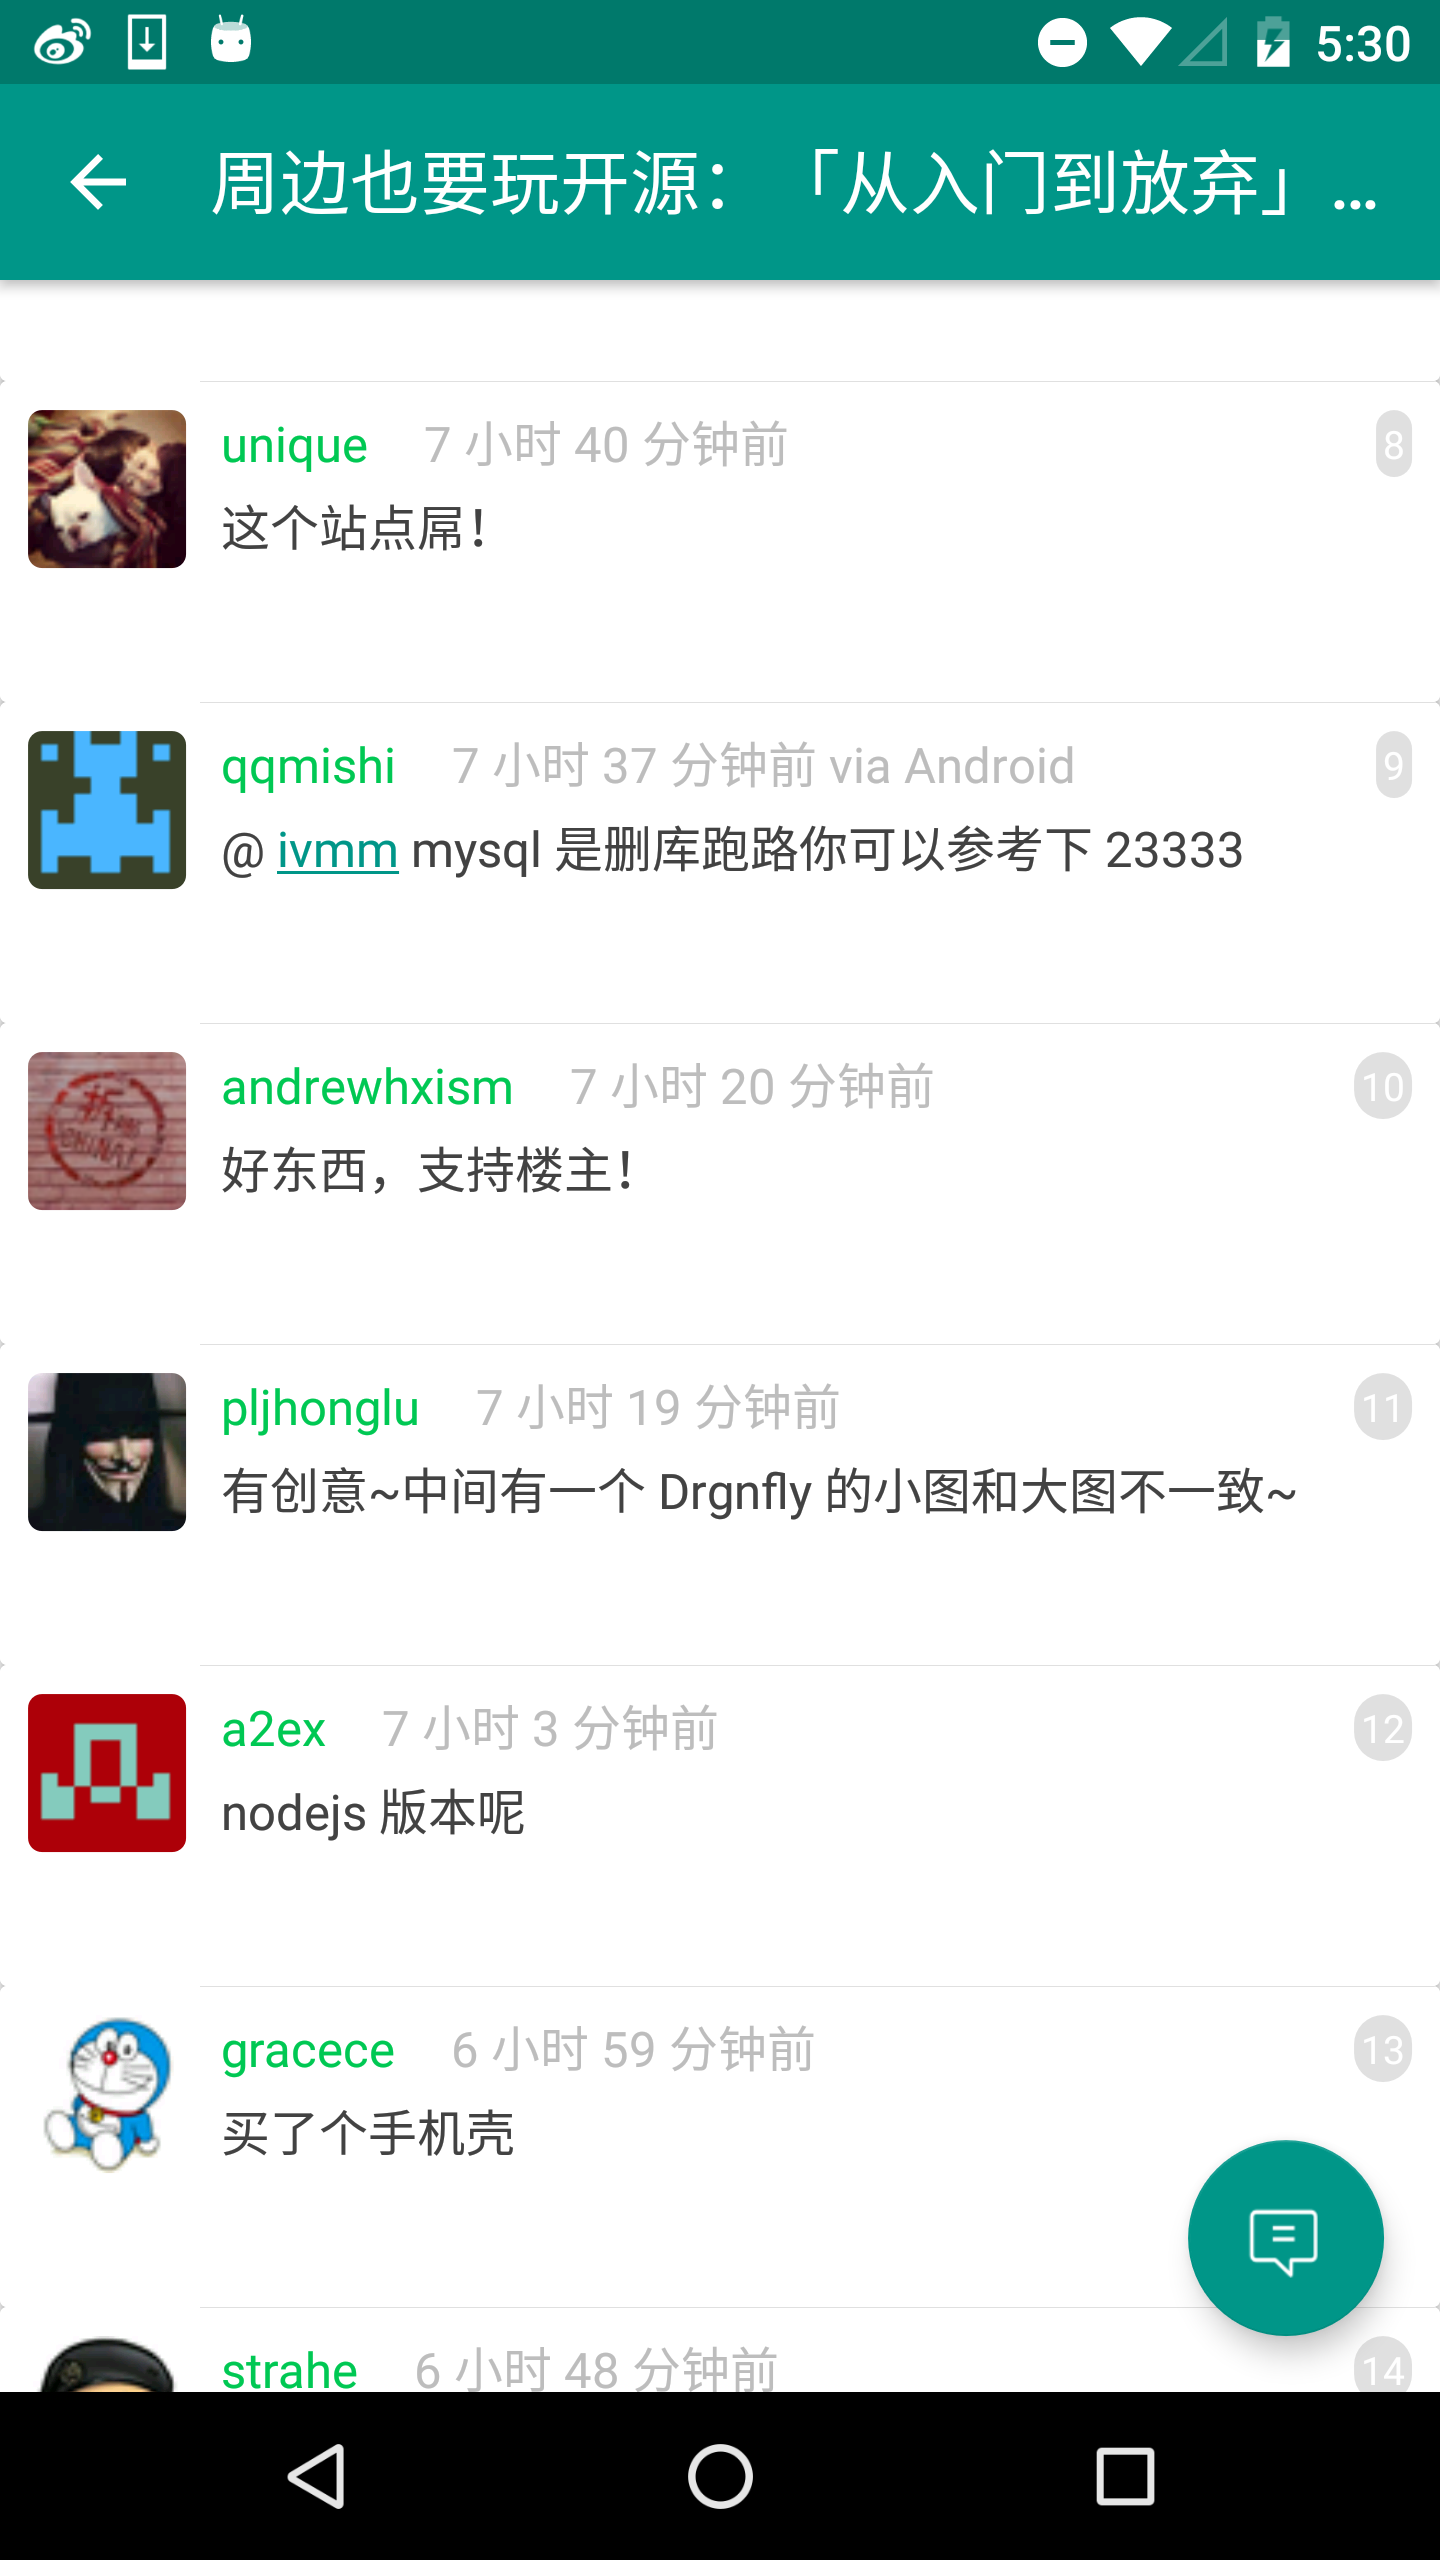 5:30
周边也要玩开源：「从入门到放弃」...
unique 7 小时 40 分钟前 8
这个站点屌！
qqmishi 7 小时 37 分钟前 via Android 9
@ ivmm mysql 是删库跑路你可以参考下 23333
andrewhxism 7 小时 20 分钟前 10
好东西，支持楼主！
pljhonglu 7 小时 19 分钟前 11
有创意~中间有一个 Drgnfly 的小图和大图不一致~
a2ex 7 小时 3 分钟前 12
nodejs 版本呢
gracece 6 小时 59 分钟前 13
买了个手机壳
strahe 6 小时 48 分钟前 14